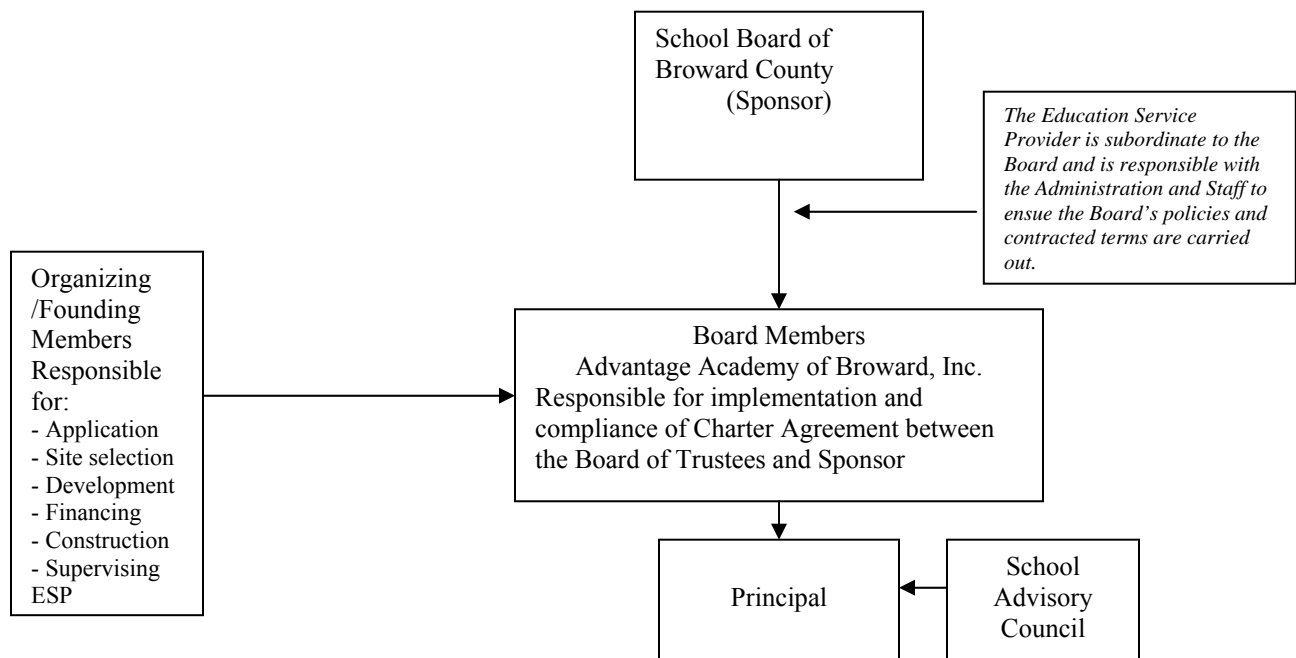 School Board of
Broward County
(Sponsor)
The Education Service
Provider is subordinate to the
Board and is responsible with
the Administration and Staff to
ensue the Board’s policies and
contracted terms are carried
out.
Organizing
/Founding
Members
Responsible
for:
- Application
- Site selection
- Development
- Financing
- Construction
- Supervising
ESP
Board Members
Advantage Academy of Broward, Inc.
Responsible for implementation and
compliance of Charter Agreement between
the Board of Trustees and Sponsor
Principal
School
Advisory
Council